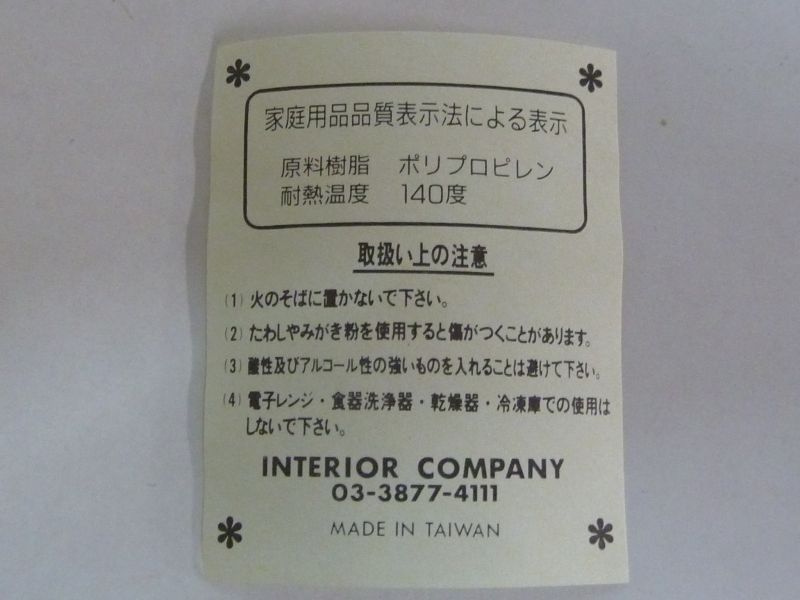 家庭用品品質表示法による表示
原料樹脂 ポリプロピレン
耐熱温度 140度
取扱い上の注意
(1) 火のそばに置かないで下さい。
(2) たわしやみがき粉を使用すると傷がつくことがあります。
(3) 酸性及びアルコール性の強いものを入れることは避けて下さい。
(4) 電子レンジ・食器洗浄器・乾燥器・冷凍庫での使用は
しないで下さい。
INTERIOR COMPANY
03-3877-4111
MADE IN TAIWAN